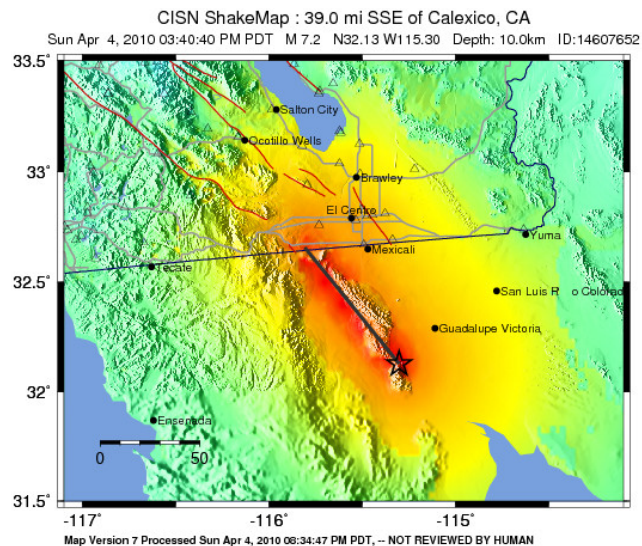 CISN ShakeMap : 39.0 mi SSE of Calexico, CA
Sun Apr 4, 2010 03:40:40 PM PDT M 7.2 N32.13 W115.30 Depth: 10.0km ID:14607652
33.5°
Salton City
Ocotillo Wells
33°
Brawley
El Centro
Yuma
Mexicali
Tecate
32.5°
San Luis R
Colorad
Guadalupe Victoria
32°
Ensenada
0 50
31.5°
-117° -116° -115°
Map Version 7 Processed Sun Apr 4, 2010 08:34:47 PM PDT, -- NOT REVIEWED BY HUMAN